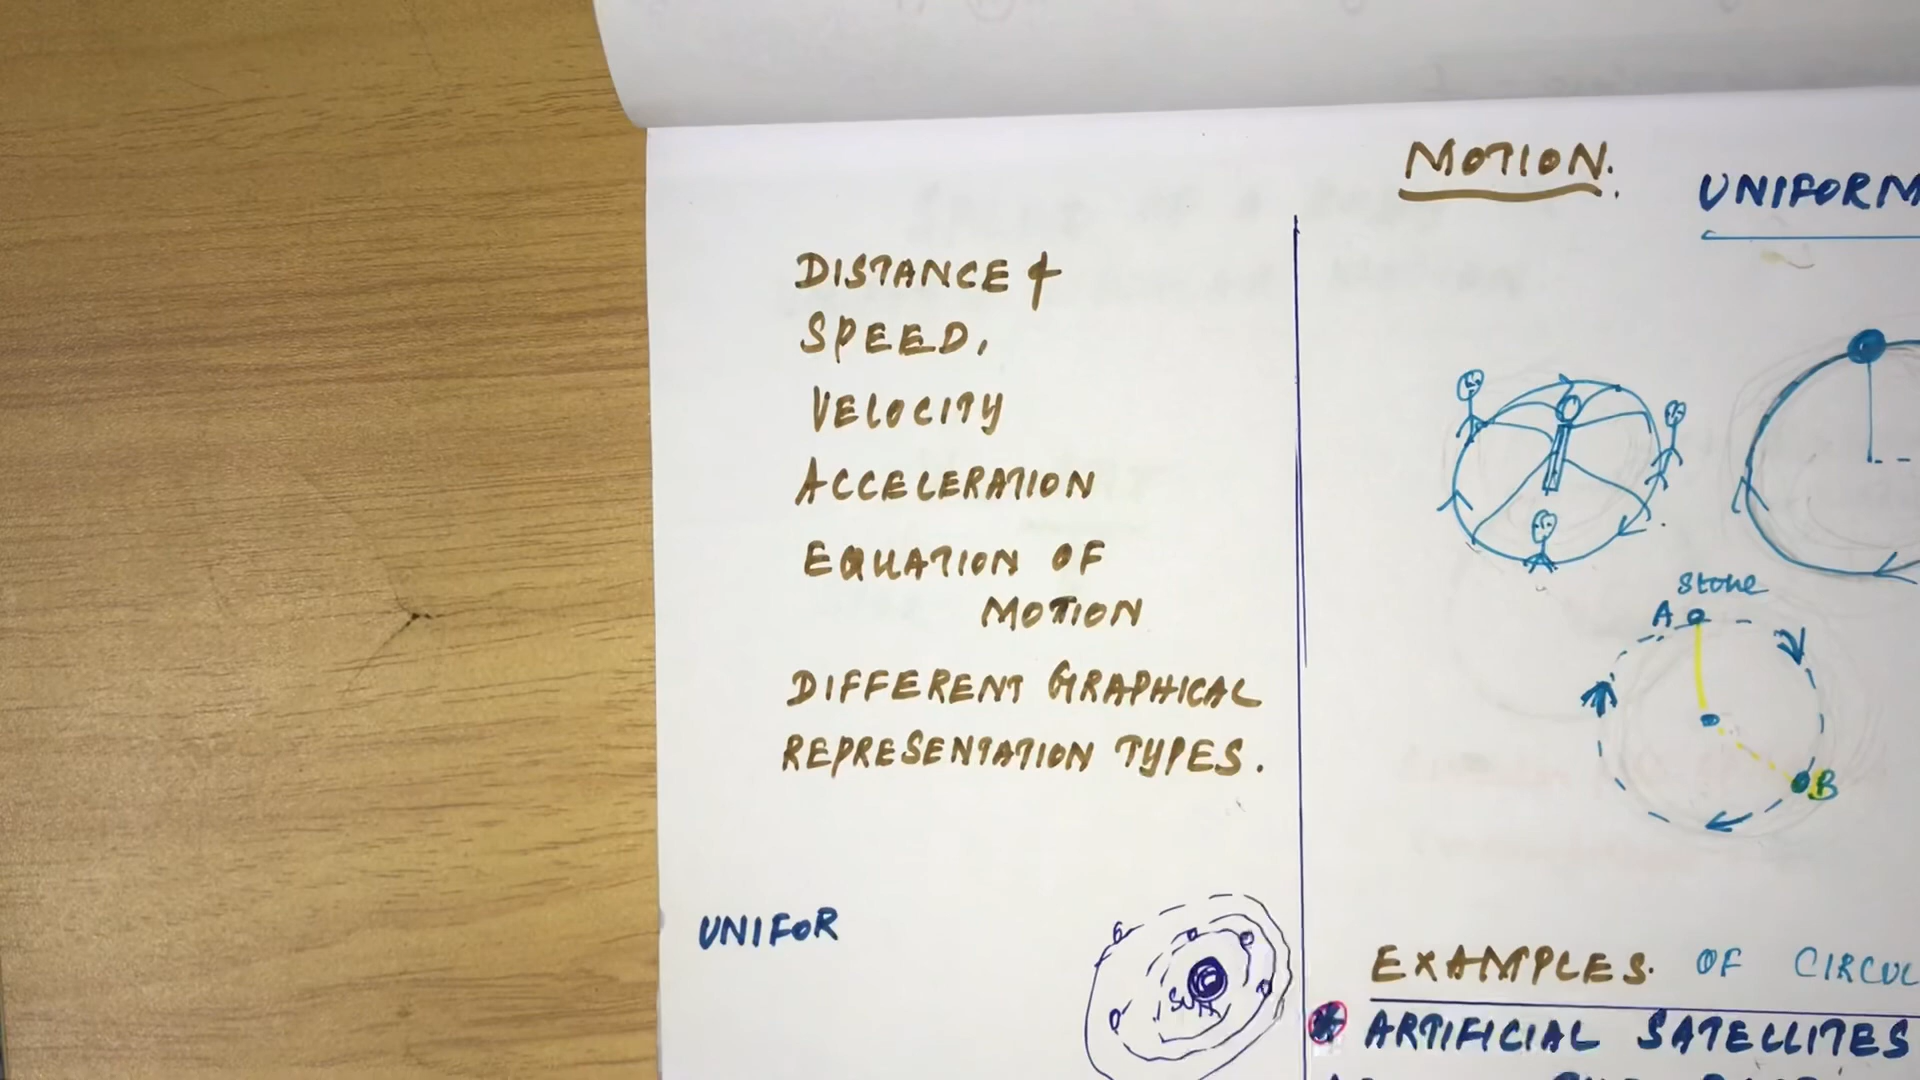 MOTION:
UNIFORM
DISTANCE &
SPEED,
VELOCITY
ACCELERATION
EQUATION OF
MOTION
DIFFERENT GRAPHICAL
REPRESENTATION TYPES.
Stone
A
B
UNIFOR
SUN
EXAMPLES. OF CIRCUL
* ARTIFICIAL SATELLITES